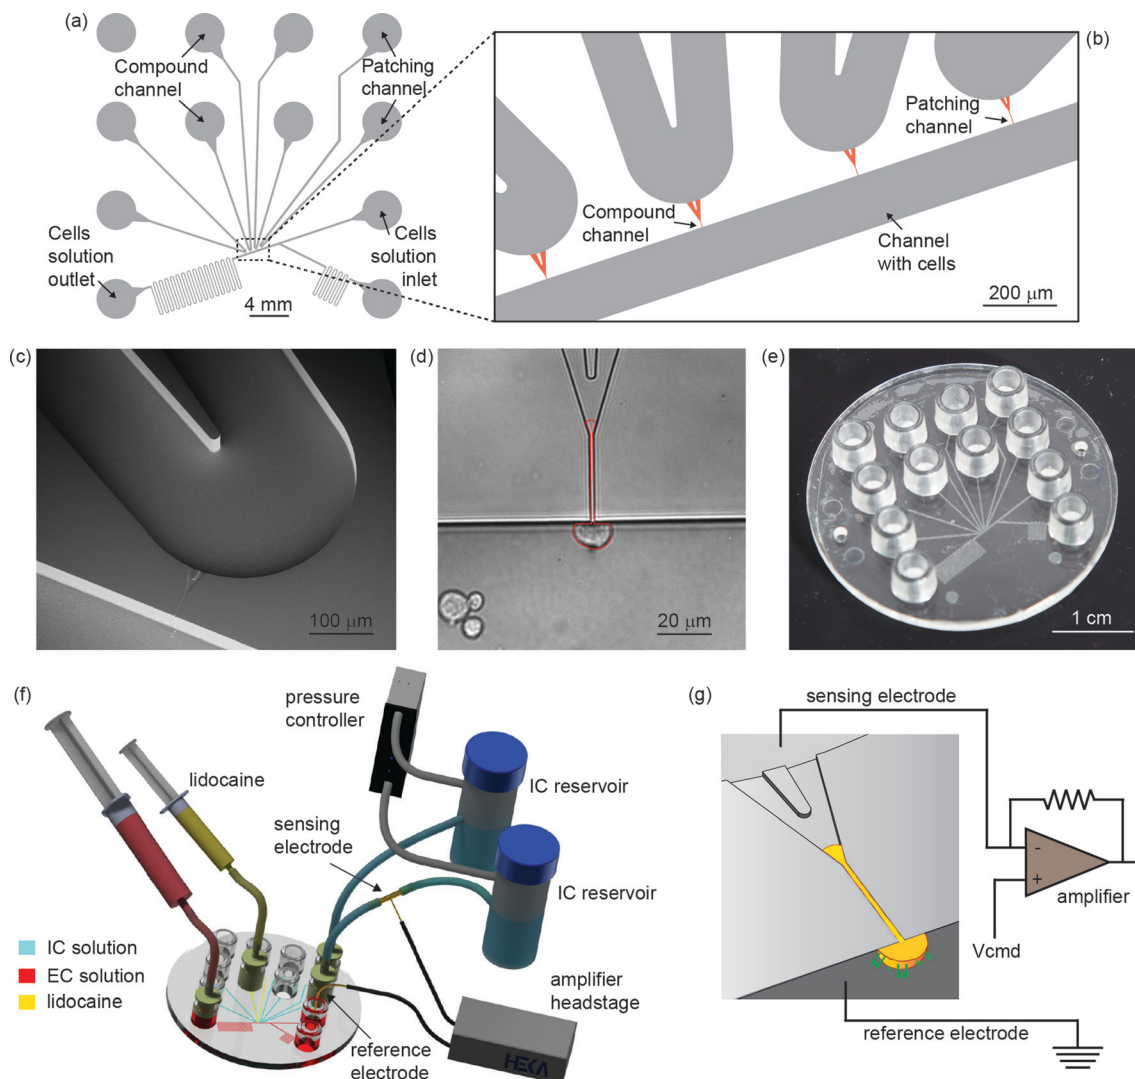 (a)
Compound
channel
Patching
channel
Cells
solution
outlet
Cells
solution
inlet
4 mm
(b)
Patching
channel
Compound
channel
Channel
with cells
200 μm
(c)
100 μm
(d)
20 μm
(e)
1 cm
(f)
pressure
controller
lidocaine
IC reservoir
sensing
electrode
IC reservoir
IC solution
EC solution
lidocaine
amplifier
headstage
reference
electrode
HEKA
(g)
sensing electrode
-
+
amplifier
Vcmd
reference electrode